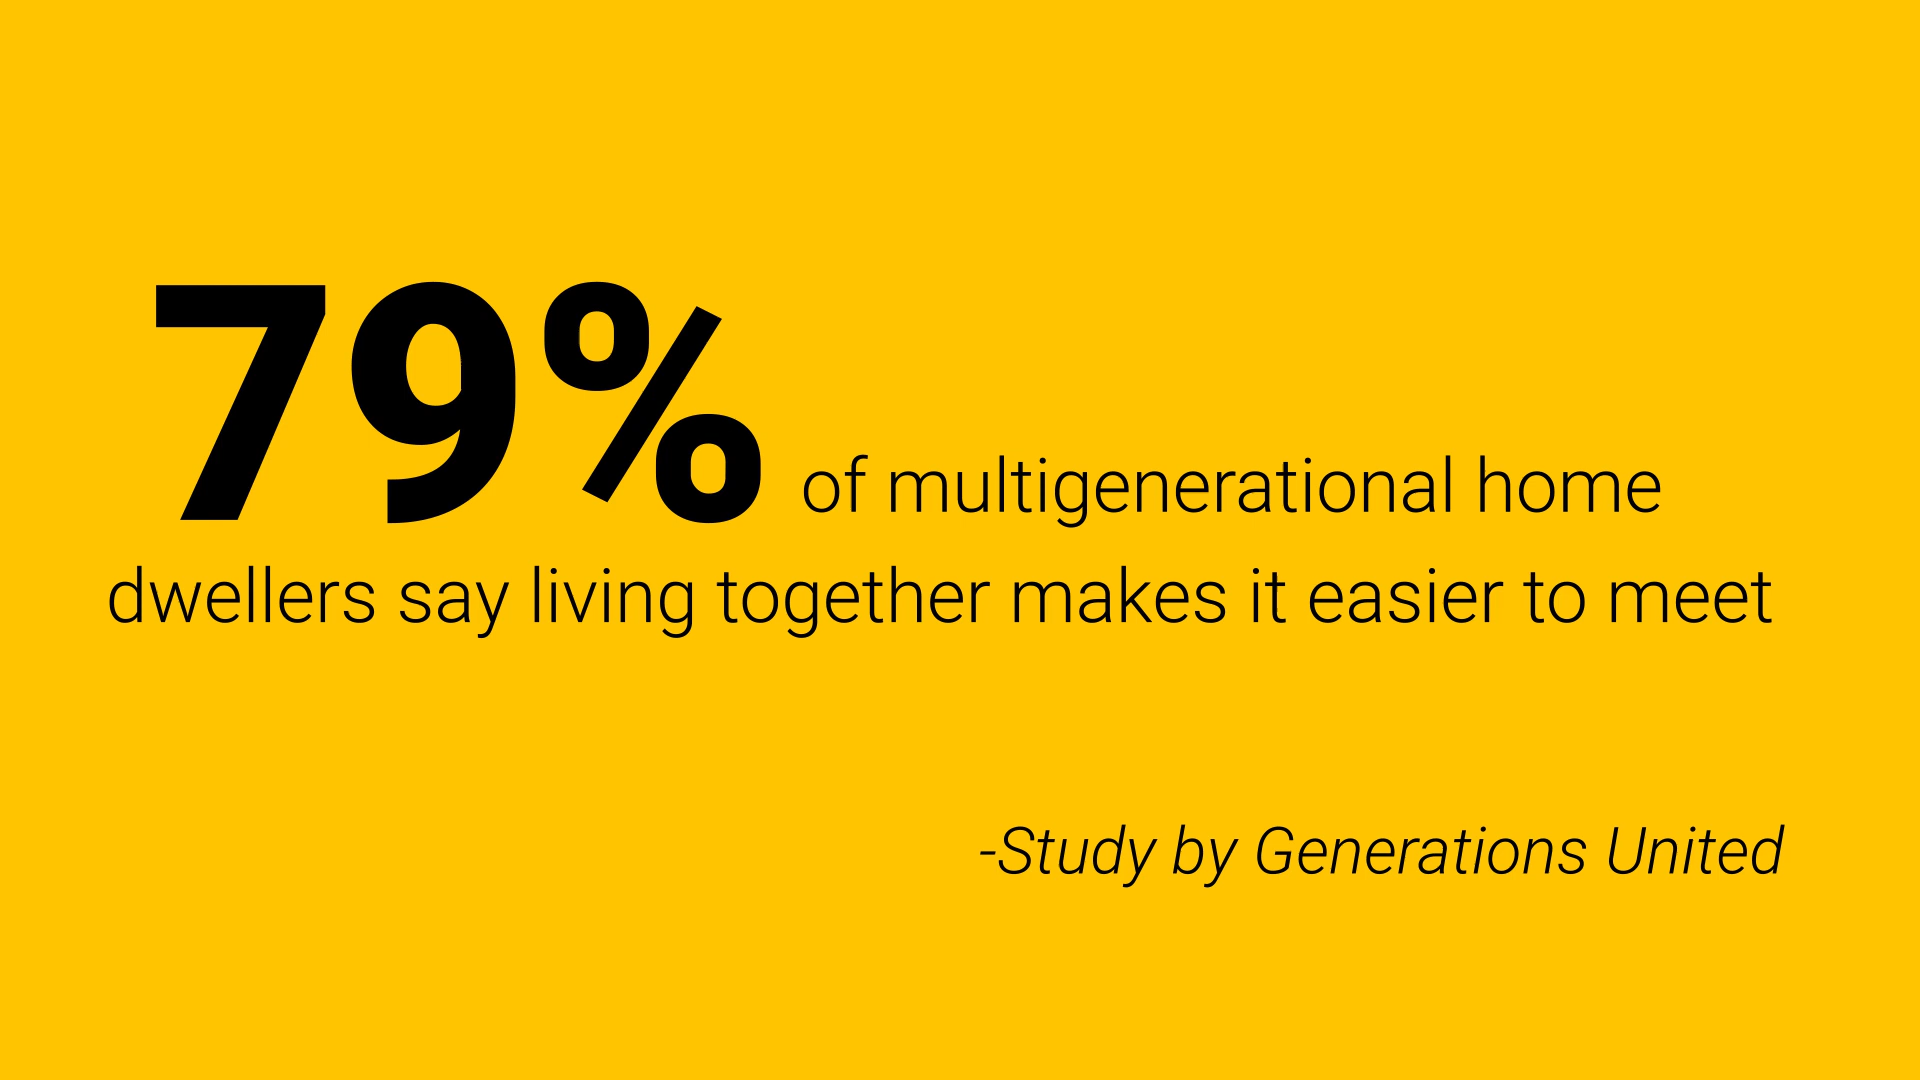 79% of multigenerational home
dwellers say living together makes it easier to meet
-Study by Generations United